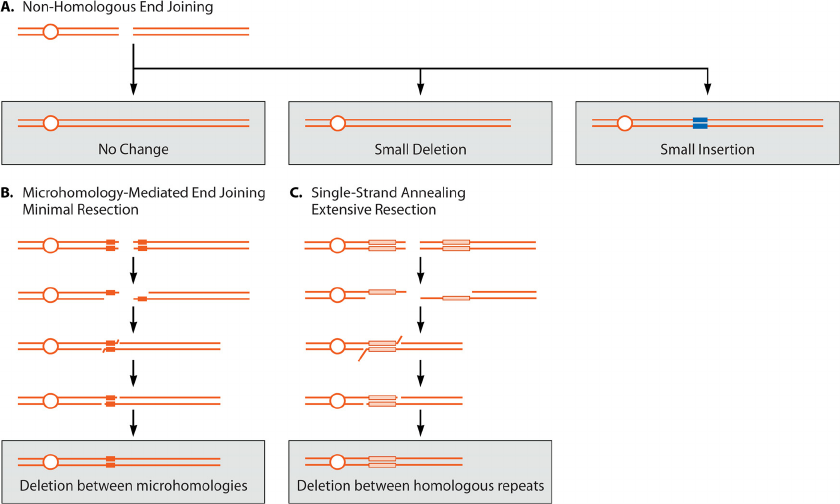 A. Non-Homologous End Joining
No Change
Small Deletion
Small Insertion
B. Microhomology-Mediated End Joining
Minimal Resection
C. Single-Strand Annealing
Extensive Resection
Deletion between microhomologies
Deletion between homologous repeats